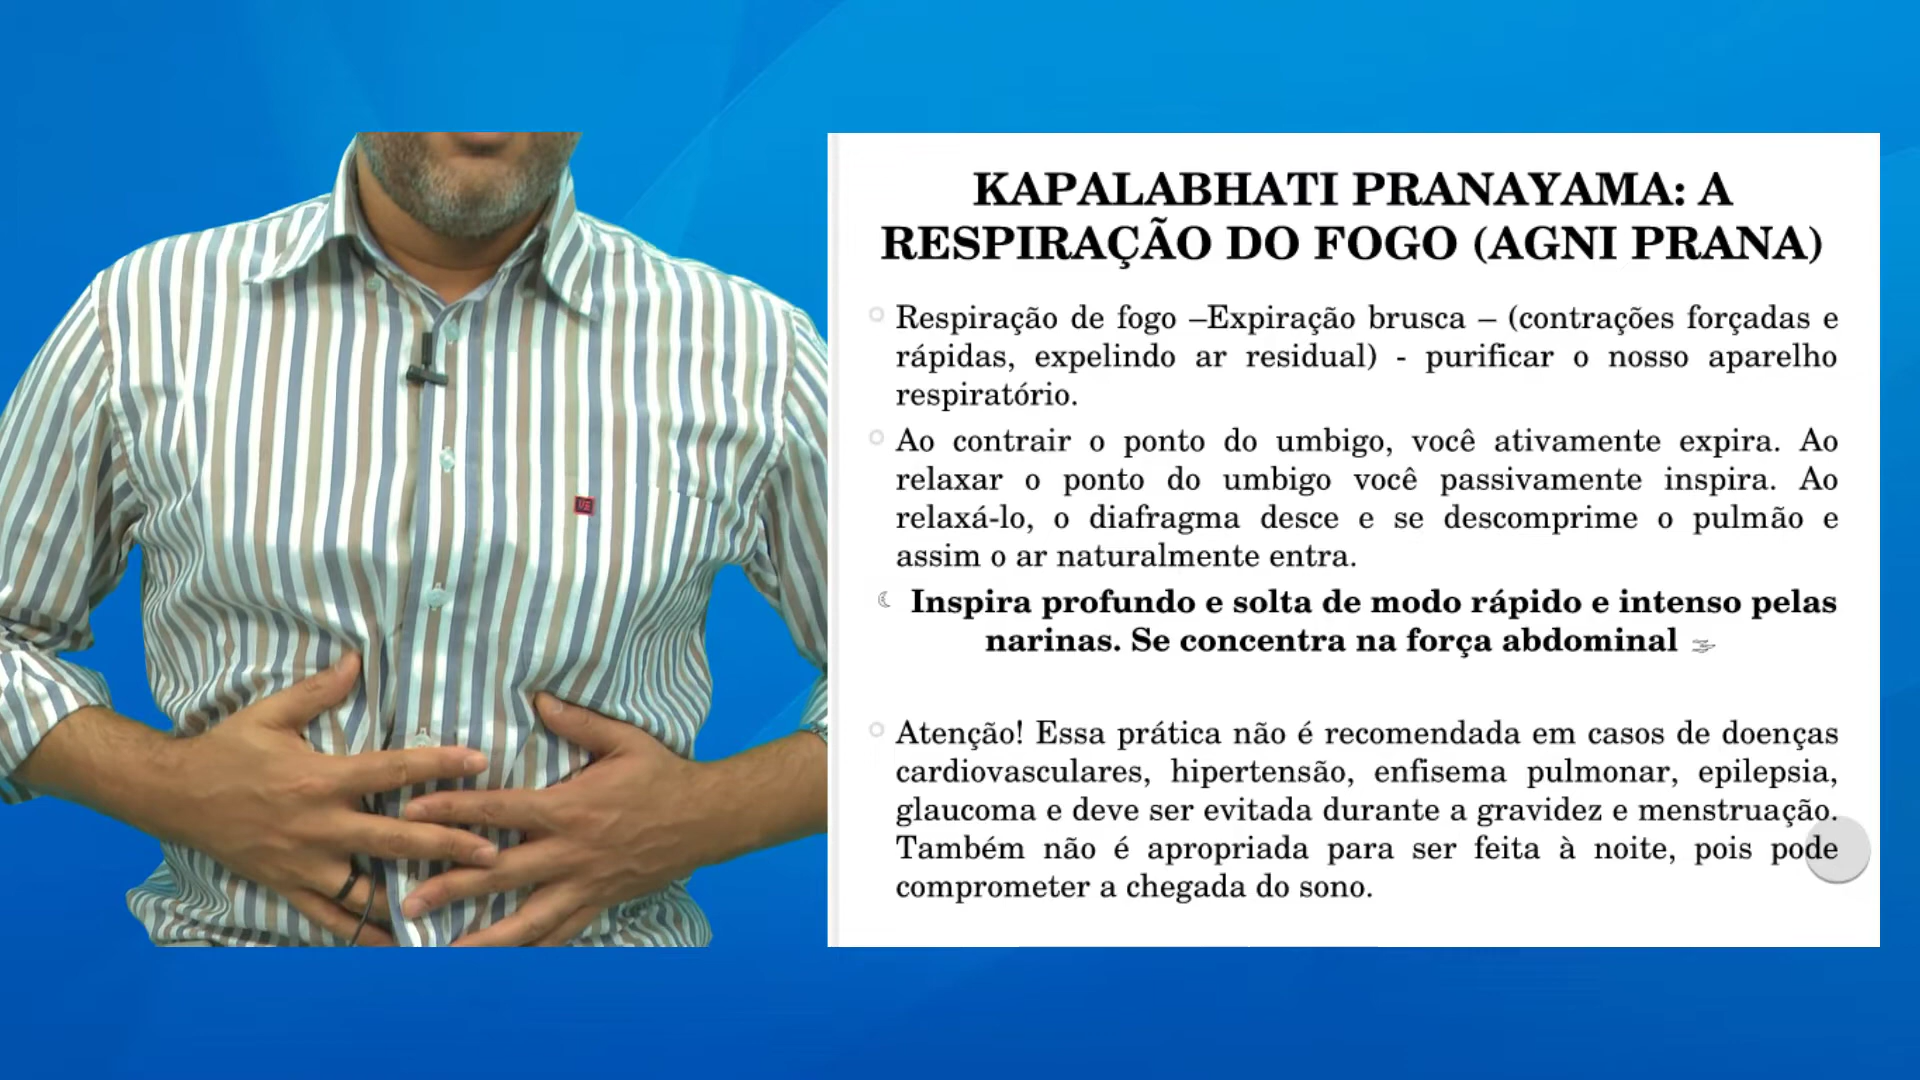 KAPALABHATI PRANAYAMA: A
RESPIRAÇÃO DO FOGO (AGNI PRANA)
Respiração de fogo –Expiração brusca – (contrações forçadas e
rápidas, expelindo ar residual) - purificar o nosso aparelho
respiratório.
Ao contrair o ponto do umbigo, você ativamente expira. Ao
relaxar o ponto do umbigo você passivamente inspira. Ao
relaxá-lo, o diafragma desce e se descomprime o pulmão e
assim o ar naturalmente entra.
Inspira profundo e solta de modo rápido e intenso pelas
narinas. Se concentra na força abdominal
Atenção! Essa prática não é recomendada em casos de doenças
cardiovasculares, hipertensão, enfisema pulmonar, epilepsia,
glaucoma e deve ser evitada durante a gravidez e menstruação.
Também não é apropriada para ser feita à noite, pois pode
comprometer a chegada do sono.